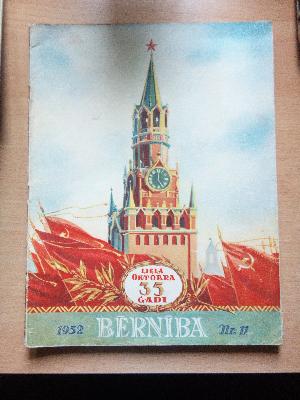 LIELĀ
OKTOBRA
35
GADI
1952 BĒRNĪBA Nr. 11